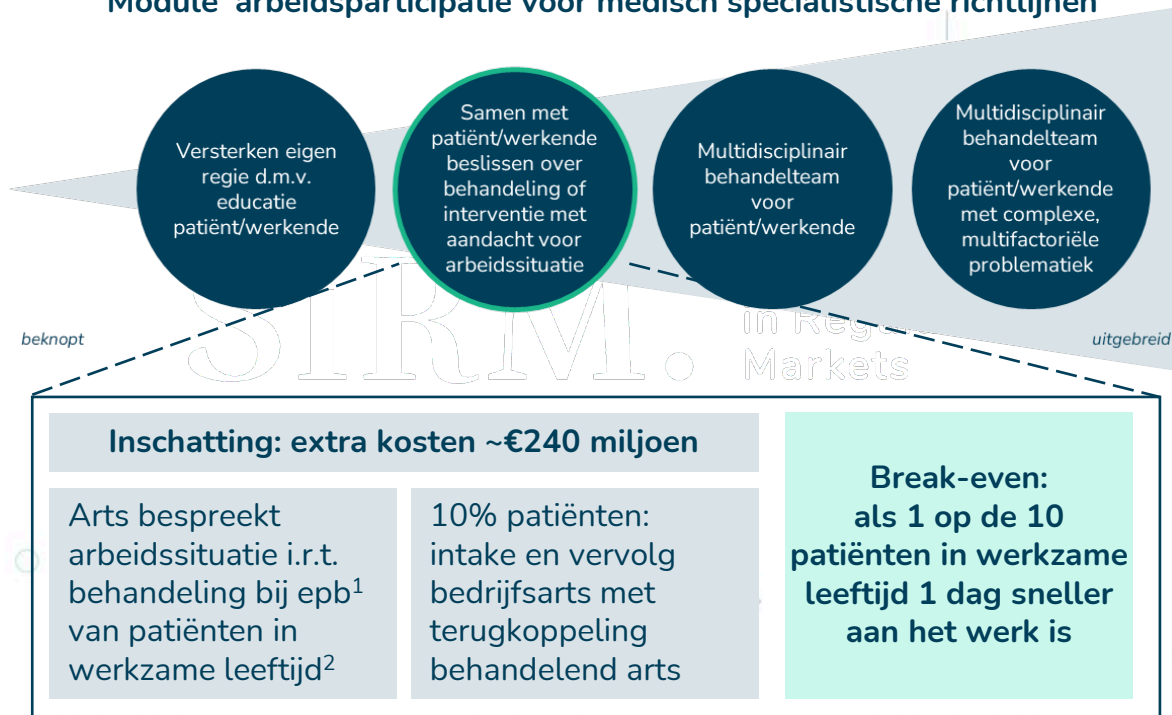 Module 'arbeidsparticipatie voor medisch specialistische richtlijnen'
Versterken eigen
regie d.m.v.
educatie
patiënt/werkende
Samen met
patiënt/werkende
beslissen over
behandeling of
interventie met
aandacht voor
arbeidssituatie
Multidisciplinair
behandelteam
voor
patiënt/werkende
Multidisciplinair
behandelteam
voor
patiënt/werkende
met complexe,
multifactoriële
problematiek
SiRM.
in Regu
Markets
beknopt
uitgebreid
Inschatting: extra kosten ~€240 miljoen
Arts bespreekt
arbeidssituatie i.r.t.
behandeling bij epb¹
van patiënten in
werkzame leeftijd²
10% patiënten:
intake en vervolg
bedrijfsarts met
terugkoppeling
behandelend arts
Break-even:
als 1 op de 10
patiënten in werkzame
leeftijd 1 dag sneller
aan het werk is